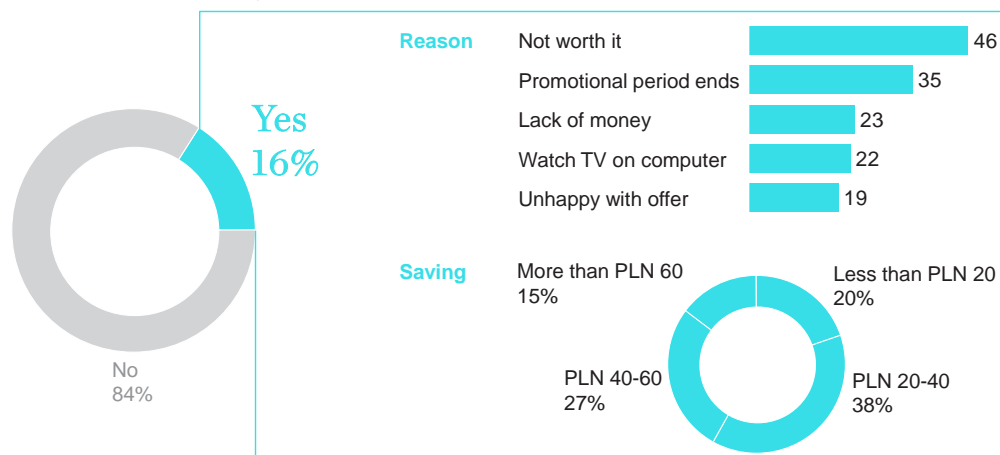 Reason
Not worth it 46
Promotional period ends 35
Lack of money 23
Watch TV on computer 22
Unhappy with offer 19
Yes
16%
No
84%
Saving
More than PLN 60
15%
Less than PLN 20
20%
PLN 40-60
27%
PLN 20-40
38%